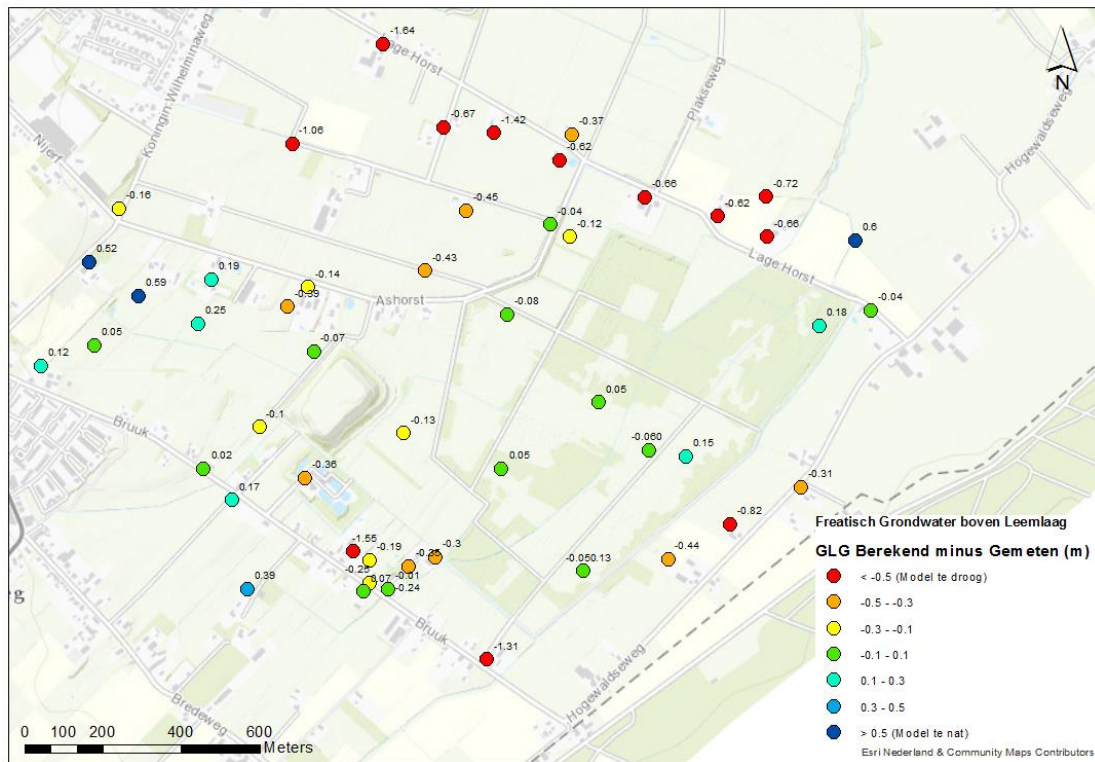 -1.64
Lage Horst
N
Koningin Wilhelminaweg
Plakseweg
Hogewaldseweg
Nijerf
-0.67
-1.42
-0.37
-1.06
-0.62
-0.66
-0.72
-0.62
-0.66
0.6
-0.16
-0.45
-0.04
-0.12
Lage Horst
0.52
0.59
0.19
-0.14
-0.39
-0.43
Ashorst
0.25
-0.08
0.18
-0.04
0.05
-0.07
0.12
0.05
Bruuk
-0.1
-0.13
0.02
-0.36
0.05
-0.060
0.15
0.17
-0.31
-0.82
-1.55
-0.19
-0.3
-0.35
-0.25
0.07
-0.01
-0.24
0.39
-0.050.13
-0.44
Bruuk
-1.31
Hogewaldseweg
Bredeweg
eg
Freatisch Grondwater boven Leemlaag
GLG Berekend minus Gemeten (m)
< -0.5 (Model te droog)
-0.5 - -0.3
-0.3 - -0.1
-0.1 - 0.1
0.1 - 0.3
0.3 - 0.5
> 0.5 (Model te nat)
0 100 200 400 600
Meters
Esri Nederland & Community Maps Contributors